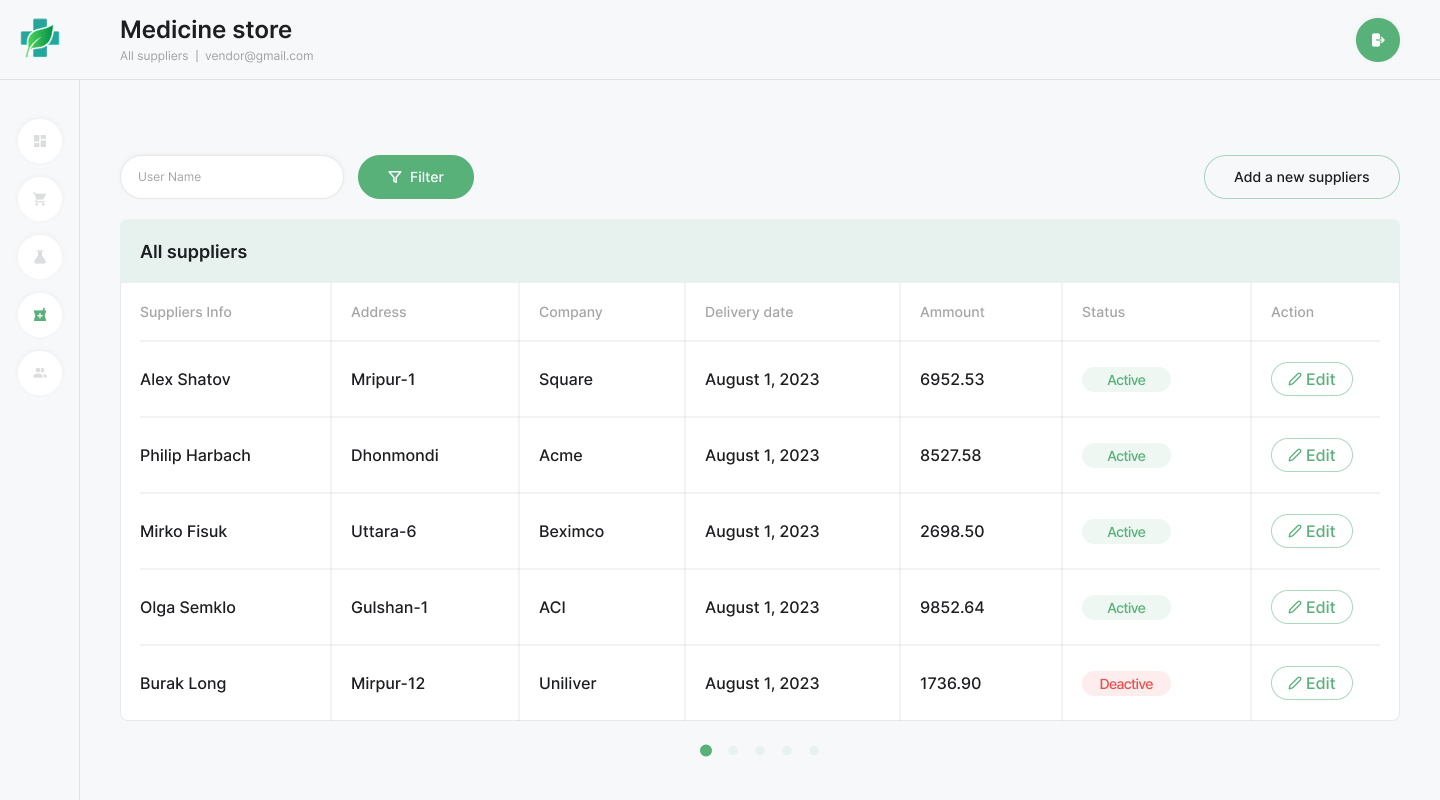 Medicine store
All suppliers | vendor@gmail.com
User Name
Filter
Add a new suppliers
All suppliers
Suppliers Info Address Company Delivery date Ammount Status Action
Alex Shatov Mripur-1 Square August 1, 2023 6952.53 Active Edit
Philip Harbach Dhonmondi Acme August 1, 2023 8527.58 Active Edit
Mirko Fisuk Uttara-6 Beximco August 1, 2023 2698.50 Active Edit
Olga Semklo Gulshan-1 ACI August 1, 2023 9852.64 Active Edit
Burak Long Mirpur-12 Uniliver August 1, 2023 1736.90 Deactive Edit